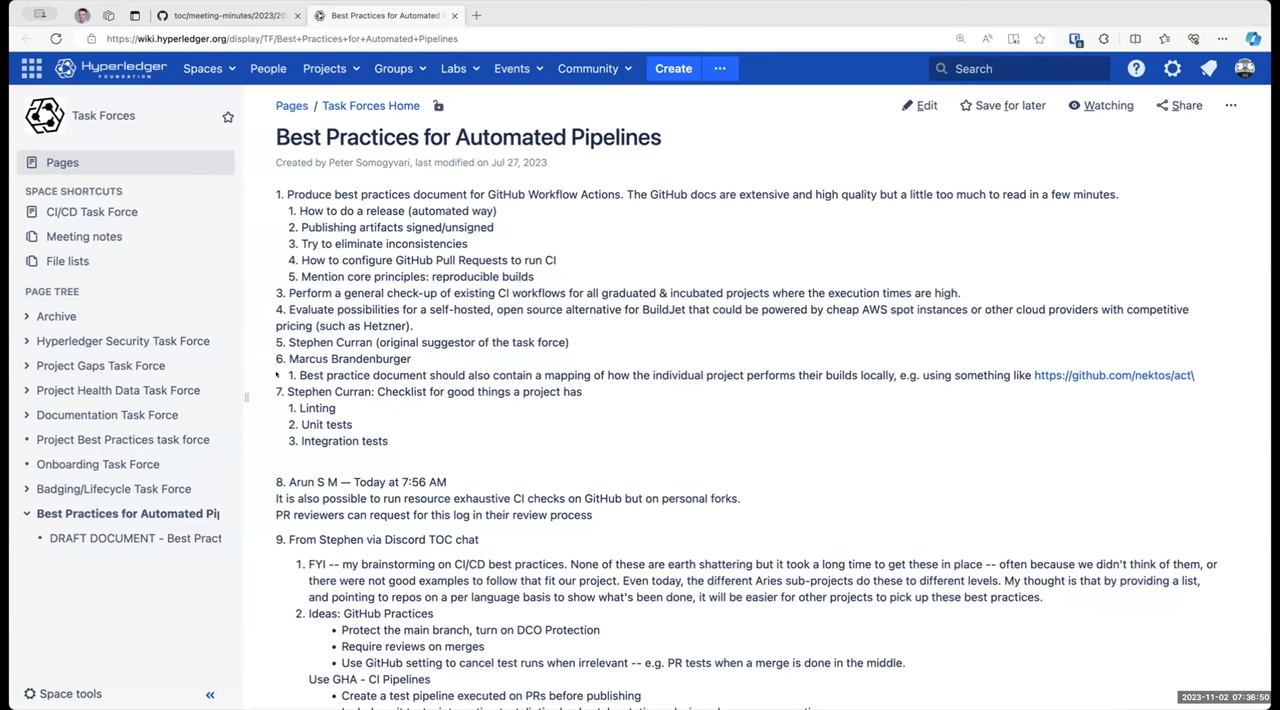 toc/meeting-minutes/2023/20
Best Practices for Automated
https://wiki.hyperledger.org/display/TF/Best+Practices+for+Automated+Pipelines
HYPERLEDGER
FOUNDATION
Spaces
People
Projects
Groups
Labs
Events
Community
Create
Search
Task Forces
Pages
SPACE SHORTCUTS
CI/CD Task Force
Meeting notes
File lists
PAGE TREE
Archive
Hyperledger Security Task Force
Project Gaps Task Force
Project Health Data Task Force
Documentation Task Force
Project Best Practices task force
Onboarding Task Force
Badging/Lifecycle Task Force
Best Practices for Automated Pi
DRAFT DOCUMENT - Best Pract
Space tools
Pages / Task Forces Home
Edit
Save for later
Watching
Share
Best Practices for Automated Pipelines
Created by Peter Somogyvari, last modified on Jul 27, 2023
1. Produce best practices document for GitHub Workflow Actions. The GitHub docs are extensive and high quality but a little too much to read in a few minutes.
1. How to do a release (automated way)
2. Publishing artifacts signed/unsigned
3. Try to eliminate inconsistencies
4. How to configure GitHub Pull Requests to run CI
5. Mention core principles: reproducible builds
3. Perform a general check-up of existing CI workflows for all graduated & incubated projects where the execution times are high.
4. Evaluate possibilities for a self-hosted, open source alternative for BuildJet that could be powered by cheap AWS spot instances or other cloud providers with competitive
pricing (such as Hetzner).
5. Stephen Curran (original suggestor of the task force)
6. Marcus Brandenburger
1. Best practice document should also contain a mapping of how the individual project performs their builds locally, e.g. using something like https://github.com/nektos/act\
7. Stephen Curran: Checklist for good things a project has
1. Linting
2. Unit tests
3. Integration tests
8. Arun S M — Today at 7:56 AM
It is also possible to run resource exhaustive CI checks on GitHub but on personal forks.
PR reviewers can request for this log in their review process
9. From Stephen via Discord TOC chat
1. FYI -- my brainstorming on CI/CD best practices. None of these are earth shattering but it took a long time to get these in place -- often because we didn't think of them, or
there were not good examples to follow that fit our project. Even today, the different Aries sub-projects do these to different levels. My thought is that by providing a list,
and pointing to repos on a per language basis to show what's been done, it will be easier for other projects to pick up these best practices.
2. Ideas: GitHub Practices
• Protect the main branch, turn on DCO Protection
• Require reviews on merges
• Use GitHub setting to cancel test runs when irrelevant -- e.g. PR tests when a merge is done in the middle.
Use GHA - CI Pipelines
• Create a test pipeline executed on PRs before publishing
2023-11-02 07:36:50